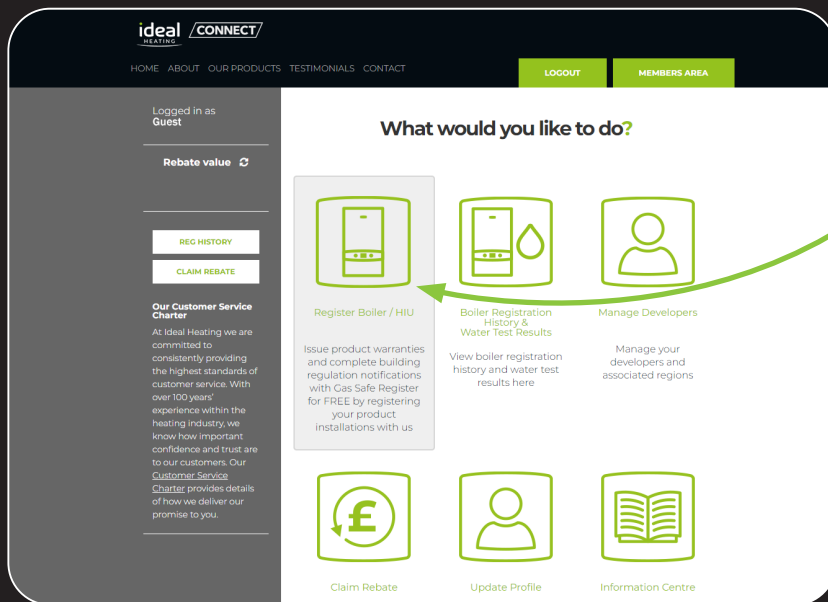 ideal
HEATING
CONNECT
HOME ABOUT OUR PRODUCTS TESTIMONIALS CONTACT
LOGOUT
MEMBERS AREA
Logged in as
Guest
Rebate value
REG HISTORY
CLAIM REBATE
Our Customer Service
Charter
At Ideal Heating we are
committed to
consistently providing
the highest standards of
customer service. With
over 100 years'
experience within the
heating industry, we
know how important
confidence and trust are
to our customers. Our
Customer Service
Charter provides details
of how we deliver our
promise to you.
What would you like to do?
Register Boiler / HIU
Issue product warranties
and complete building
regulation notifications
with Gas Safe Register
for FREE by registering
your product
installations with us
Boiler Registration
History &
Water Test Results
View boiler registration
history and water test
results here
Manage Developers
Manage your
developers and
associated regions
£
Claim Rebate
Update Profile
Information Centre